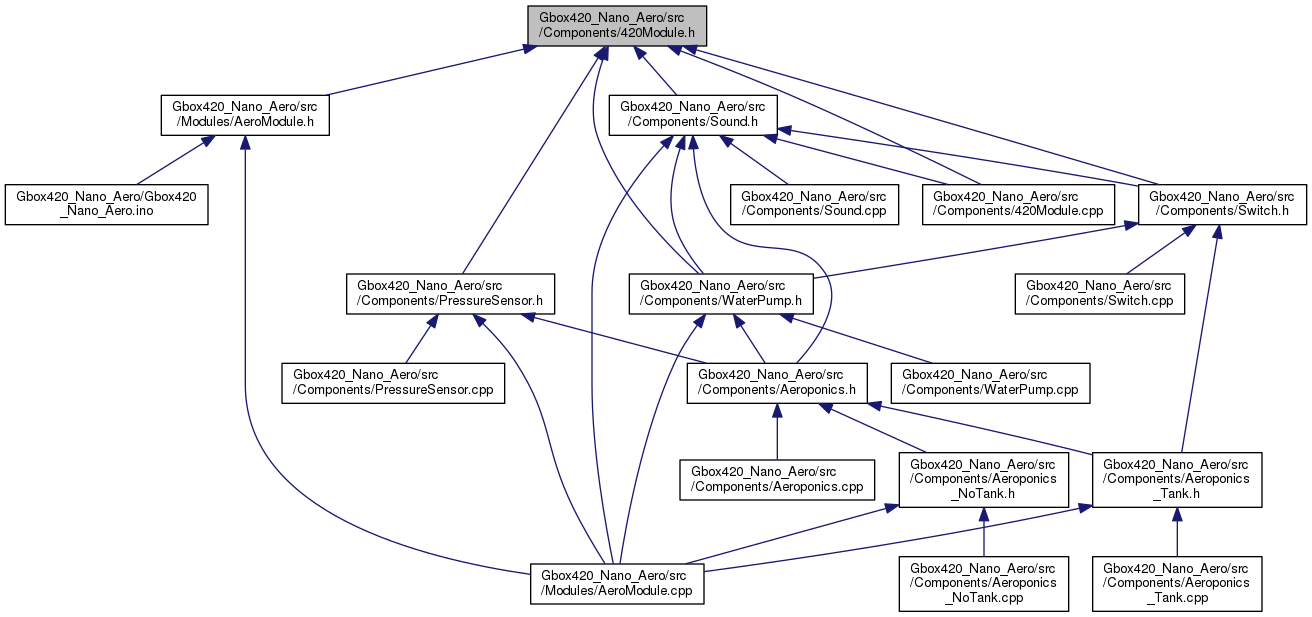 Gbox420_Nano_Aero/src
/Components/420Module.h
Gbox420_Nano_Aero/src
/Modules/AeroModule.h
Gbox420_Nano_Aero/src
/Components/Sound.h
Gbox420_Nano_Aero/Gbox420
_Nano_Aero.ino
Gbox420_Nano_Aero/src
/Components/Sound.cpp
Gbox420_Nano_Aero/src
/Components/420Module.cpp
Gbox420_Nano_Aero/src
/Components/Switch.h
Gbox420_Nano_Aero/src
/Components/PressureSensor.h
Gbox420_Nano_Aero/src
/Components/WaterPump.h
Gbox420_Nano_Aero/src
/Components/Switch.cpp
Gbox420_Nano_Aero/src
/Components/PressureSensor.cpp
Gbox420_Nano_Aero/src
/Components/Aeroponics.h
Gbox420_Nano_Aero/src
/Components/WaterPump.cpp
Gbox420_Nano_Aero/src
/Components/Aeroponics.cpp
Gbox420_Nano_Aero/src
/Components/Aeroponics
_NoTank.h
Gbox420_Nano_Aero/src
/Components/Aeroponics
_Tank.h
Gbox420_Nano_Aero/src
/Modules/AeroModule.cpp
Gbox420_Nano_Aero/src
/Components/Aeroponics
_NoTank.cpp
Gbox420_Nano_Aero/src
/Components/Aeroponics
_Tank.cpp